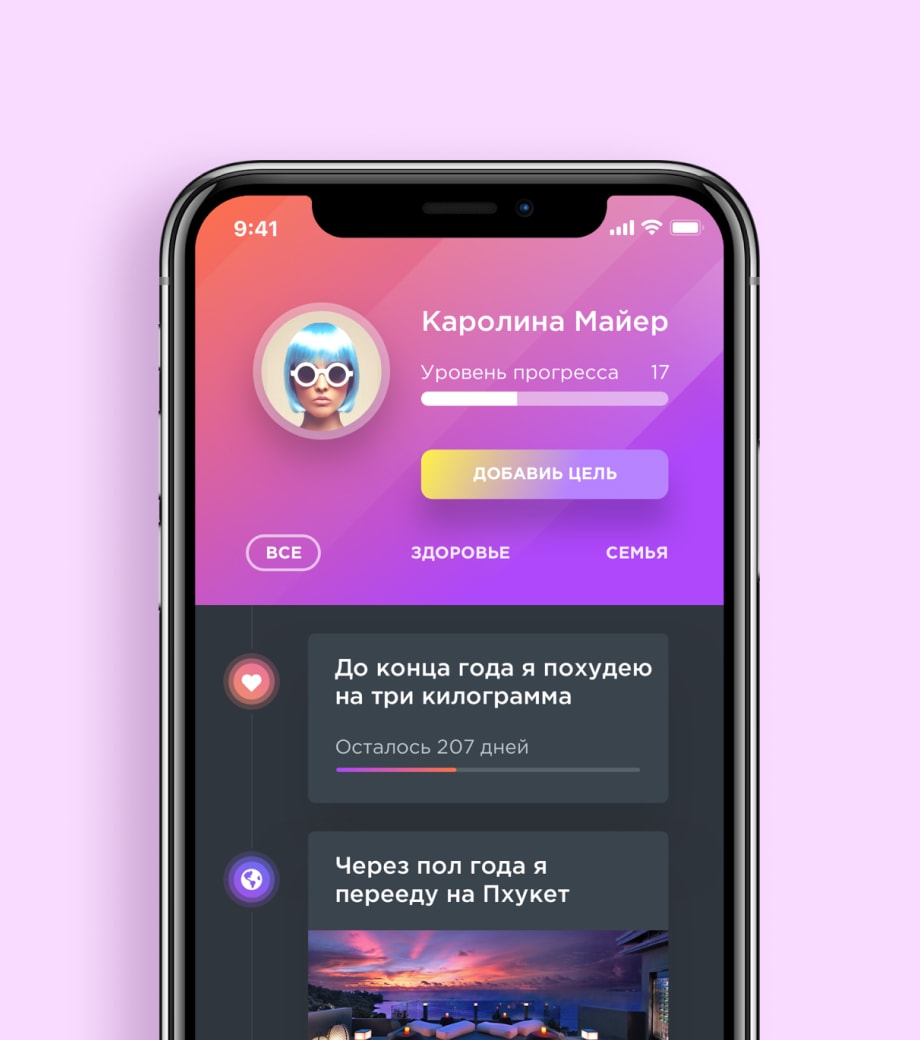 9:41
Каролина Майер
Уровень прогресса 17
ДОБАВИЬ ЦЕЛЬ
ВСЕ ЗДОРОВЬЕ СЕМЬЯ
До конца года я похудею
на три килограмма
Осталось 207 дней
Через пол года я
перееду на Пхукет